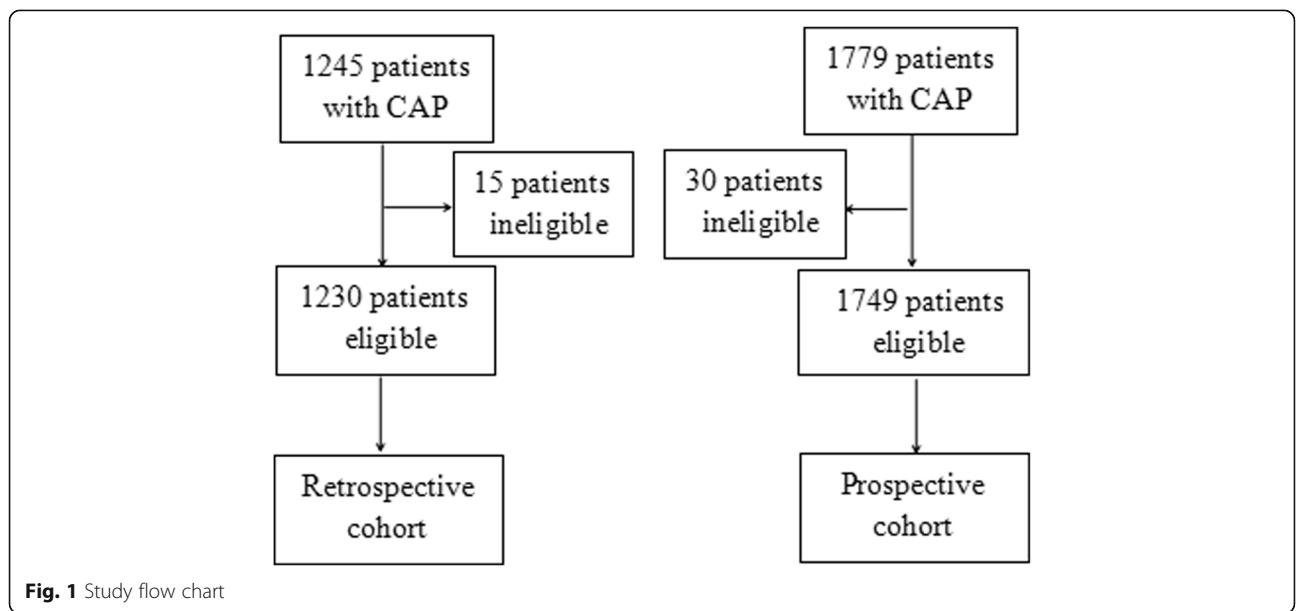 1245 patients
with CAP
15 patients
ineligible
1230 patients
eligible
Retrospective
cohort
1779 patients
with CAP
30 patients
ineligible
1749 patients
eligible
Prospective
cohort
Fig. 1 Study flow chart